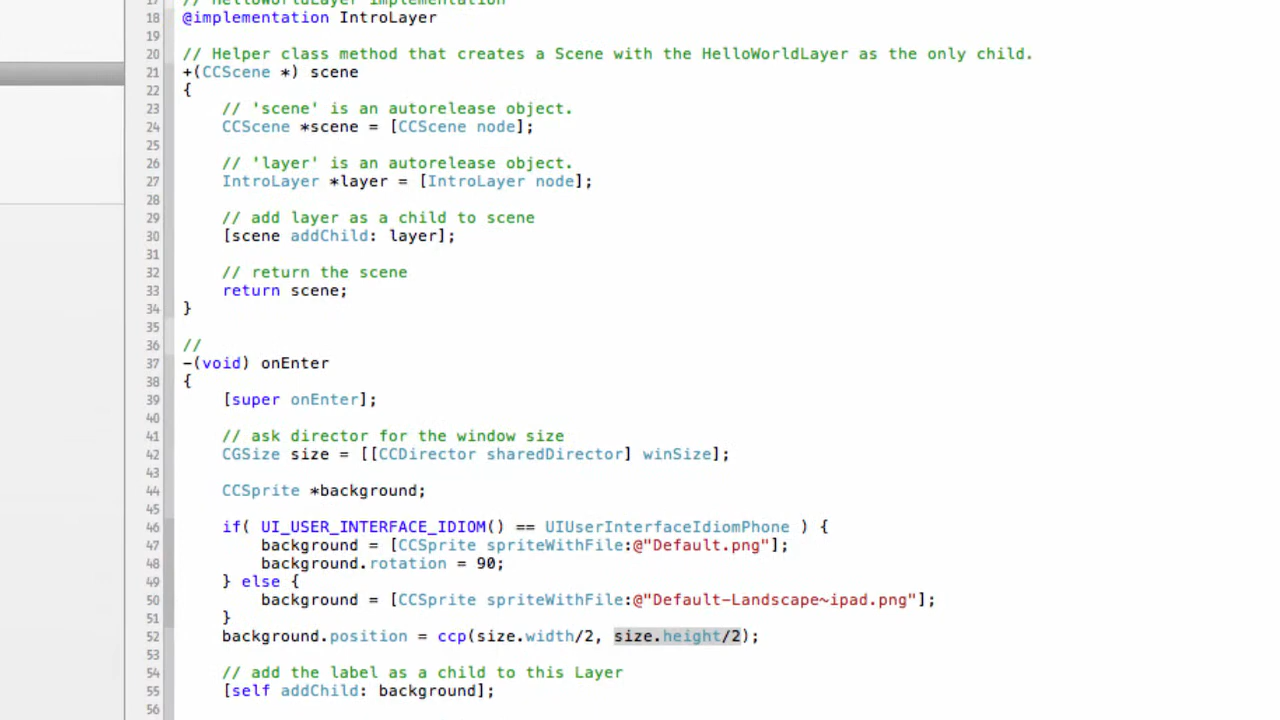 17 // HelloWorldLayer implementation
18 @implementation IntroLayer
19
20 // Helper class method that creates a Scene with the HelloWorldLayer as the only child.
21 +(CCScene *) scene
22 {
23 // 'scene' is an autorelease object.
24 CCScene *scene = [CCScene node];
25
26 // 'layer' is an autorelease object.
27 IntroLayer *layer = [IntroLayer node];
28
29 // add layer as a child to scene
30 [scene addChild: layer];
31
32 // return the scene
33 return scene;
34 }
35
36 //
37 -(void) onEnter
38 {
39 [super onEnter];
40
41 // ask director for the window size
42 CGSize size = [[CCDirector sharedDirector] winSize];
43
44 CCSprite *background;
45
46 if( UI_USER_INTERFACE_IDIOM() == UIUserInterfaceIdiomPhone ) {
47 background = [CCSprite spriteWithFile:@"Default.png"];
48 background.rotation = 90;
49 } else {
50 background = [CCSprite spriteWithFile:@"Default-Landscape~ipad.png"];
51 }
52 background.position = ccp(size.width/2, size.height/2);
53
54 // add the label as a child to this Layer
55 [self addChild: background];
56